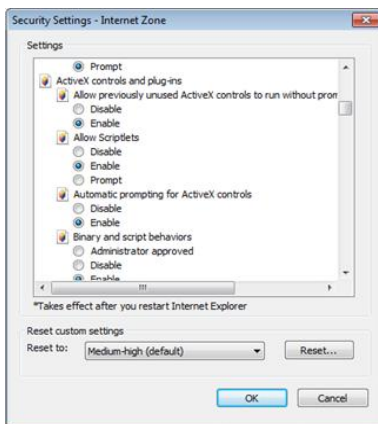 Security Settings - Internet Zone
Settings
Prompt
ActiveX controls and plug-ins
Allow previously unused ActiveX controls to run without pron
Disable
Enable
Allow Scriptlets
Disable
Enable
Prompt
Automatic prompting for ActiveX controls
Disable
Enable
Binary and script behaviors
Administrator approved
Disable
Enable
*Takes effect after you restart Internet Explorer
Reset custom settings
Reset to: Medium-high (default) Reset...
OK Cancel